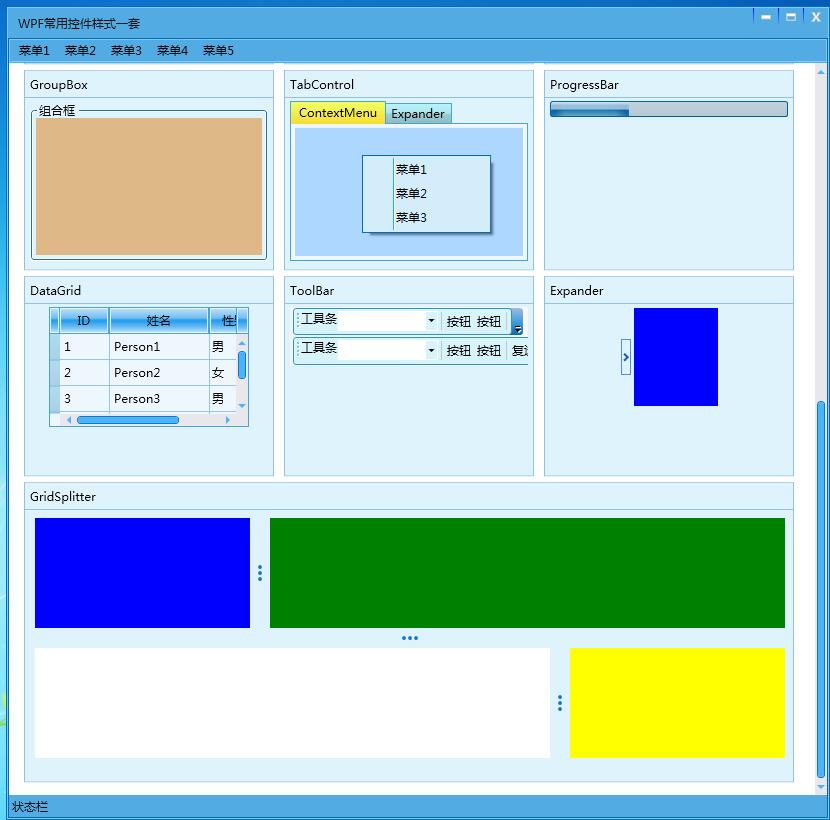 WPF常用控件样式一套
菜单1 菜单2 菜单3 菜单4 菜单5
GroupBox
组合框
TabControl
ContextMenu Expander
菜单1
菜单2
菜单3
ProgressBar
DataGrid
ID 姓名
1 Person1 男
2 Person2 女
3 Person3 男
ToolBar
工具条 按钮 按钮
工具条 按钮 按钮
Expander
GridSplitter
状态栏